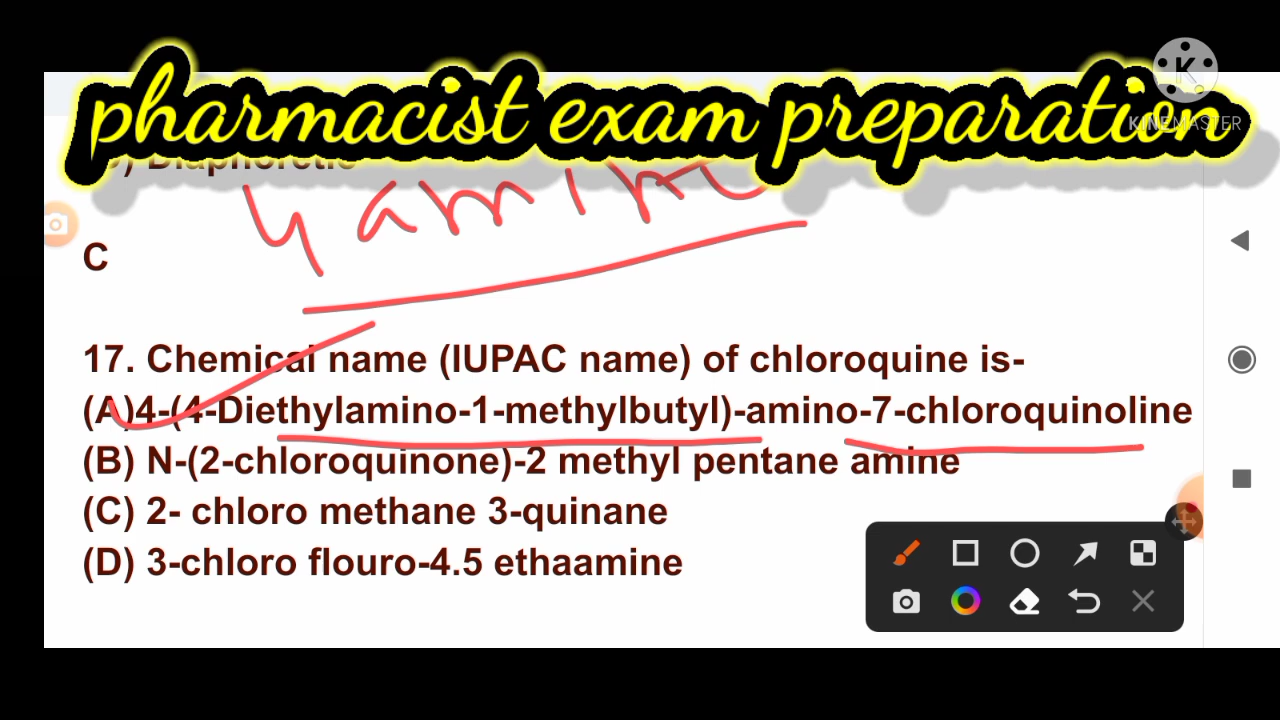 pharmacist exam preparation
KINEMASTER
Diaphoretic
4 amin
C
17. Chemical name (IUPAC name) of chloroquine is-
(A)4-(4-Diethylamino-1-methylbutyl)-amino-7-chloroquinoline
(B) N-(2-chloroquinone)-2 methyl pentane amine
(C) 2- chloro methane 3-quinane
(D) 3-chloro flouro-4.5 ethaamine